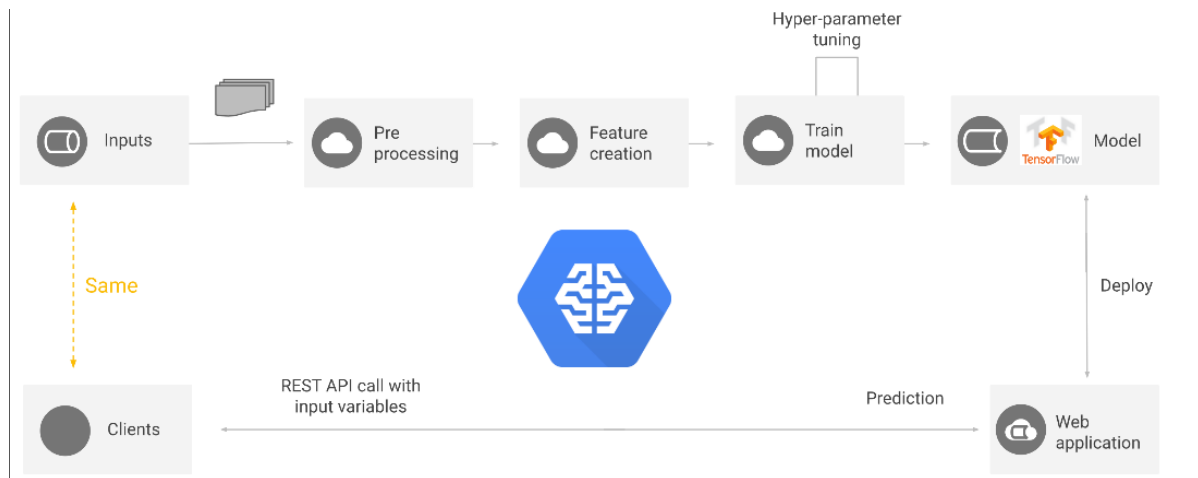 Hyper-parameter
tuning
Inputs
Pre
processing
Feature
creation
Train
model
TensorFlow
Model
Same
Deploy
REST API call with
input variables
Prediction
Clients
Web
application